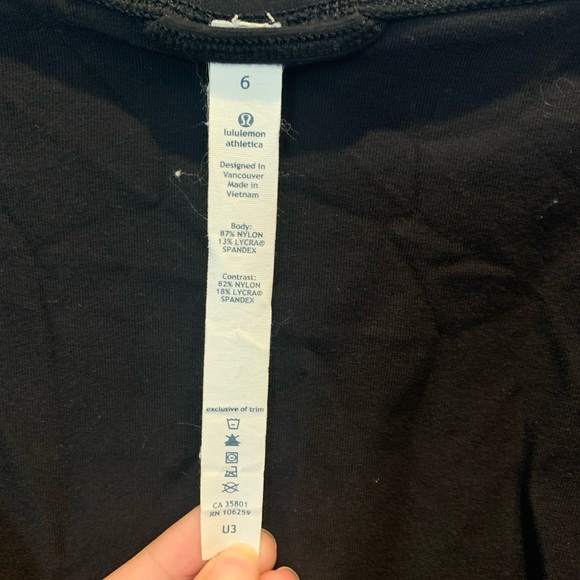 6
lululemon
athletica
Designed in
Vancouver
Made in
Vietnam
Body:
87% NYLON
13% LYCRA®
SPANDEX
Contrast:
82% NYLON
18% LYCRA®
SPANDEX
exclusive of trim
CA 35801
RN 106259
U3